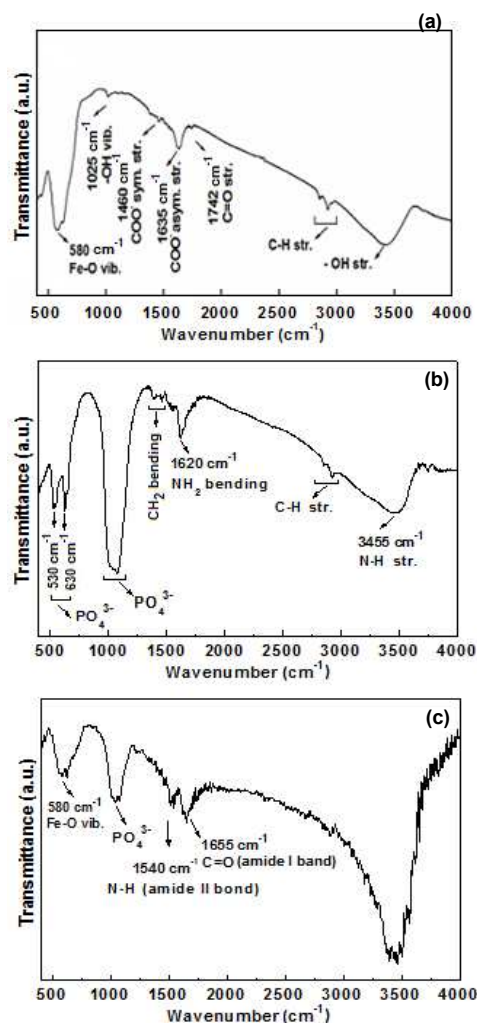 (a)
Transmittance (a.u.)
1025 cm⁻¹
-OH vib.
1460 cm⁻¹
COO⁻ sym. str.
1635 cm⁻¹
COO⁻ asym. str.
1742 cm⁻¹
C=O str.
580 cm⁻¹
Fe-O vib.
C-H str.
- OH str.
500 1000 1500 2000 2500 3000 3500 4000
Wavenumber (cm⁻¹)
(b)
Transmittance (a.u.)
530 cm⁻¹
630 cm⁻¹
PO₄³⁻
PO₄³⁻
CH₂ bending
1620 cm⁻¹
NH₂ bending
C-H str.
3455 cm⁻¹
N-H str.
500 1000 1500 2000 2500 3000 3500 4000
Wavenumber (cm⁻¹)
(c)
Transmittance (a.u.)
580 cm⁻¹
Fe-O vib.
PO₄³⁻
1540 cm⁻¹
N-H (amide II bond)
1655 cm⁻¹
C=O (amide I band)
500 1000 1500 2000 2500 3000 3500 4000
Wavenumber (cm⁻¹)